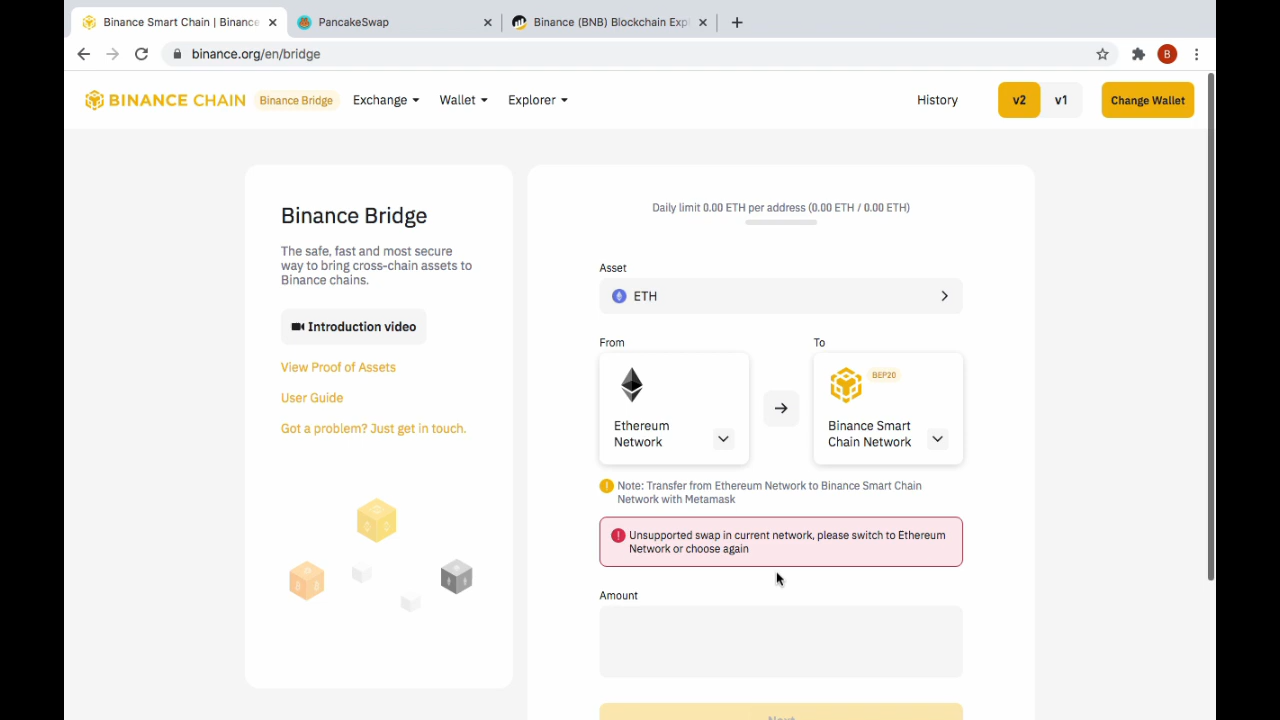 Binance Smart Chain | Binance
PancakeSwap
Binance (BNB) Blockchain Exp
binance.org/en/bridge
B
BINANCE CHAIN
Binance Bridge
Exchange
Wallet
Explorer
History
v2
v1
Change Wallet
Binance Bridge
The safe, fast and most secure
way to bring cross-chain assets to
Binance chains.
Introduction video
View Proof of Assets
User Guide
Got a problem? Just get in touch.
Daily limit 0.00 ETH per address (0.00 ETH / 0.00 ETH)
Asset
ETH
From
To
BEP20
Ethereum
Network
Binance Smart
Chain Network
Note: Transfer from Ethereum Network to Binance Smart Chain
Network with Metamask
Unsupported swap in current network, please switch to Ethereum
Network or choose again
Amount
Next